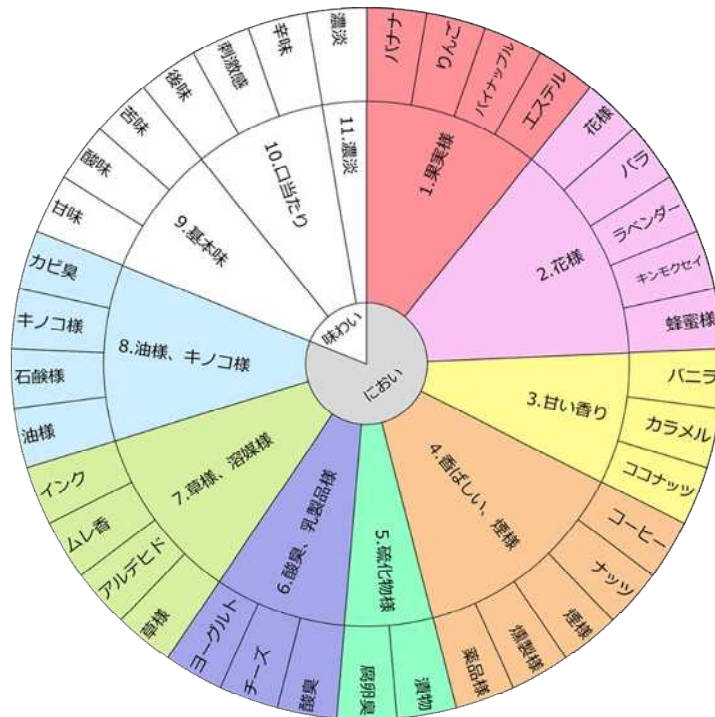 バナナ
りんご
パイナップル
エステル
花様
バラ
ラベンダー
キンモクセイ
蜂蜜様
バニラ
カラメル
ココナッツ
コーヒー
ナッツ
煙様
燻製様
薬品様
漬物
腐卵臭
酸臭
チーズ
ヨーグルト
草様
アルデヒド
ムレ香
インク
油様
石鹸様
キノコ様
カビ臭
甘味
酸味
苦味
後味
刺激感
辛味
濃淡
1.果実様
2.花様
3.甘い香り
4.香ばしい、煙様
5.硫化物様
6.酸臭、乳製品様
7.草様、溶媒様
8.油様、キノコ様
9.基本味
10.口当たり
11.濃淡
味わい
におい